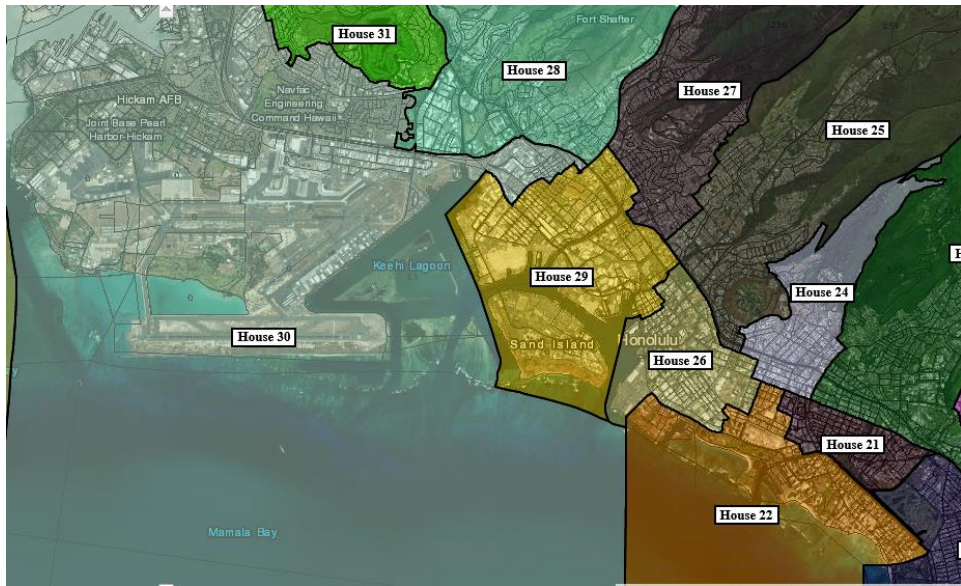 House 31
Fort Shafter
House 28
House 27
Navfac
Engineering
Command Hawaii
Hickam AFB
Joint Base Pearl
Harbor-Hickam
House 25
Keehi Lagoon
House 29
House 24
House 30
Sand Island
Honolulu
House 26
House 21
House 22
Mamala Bay